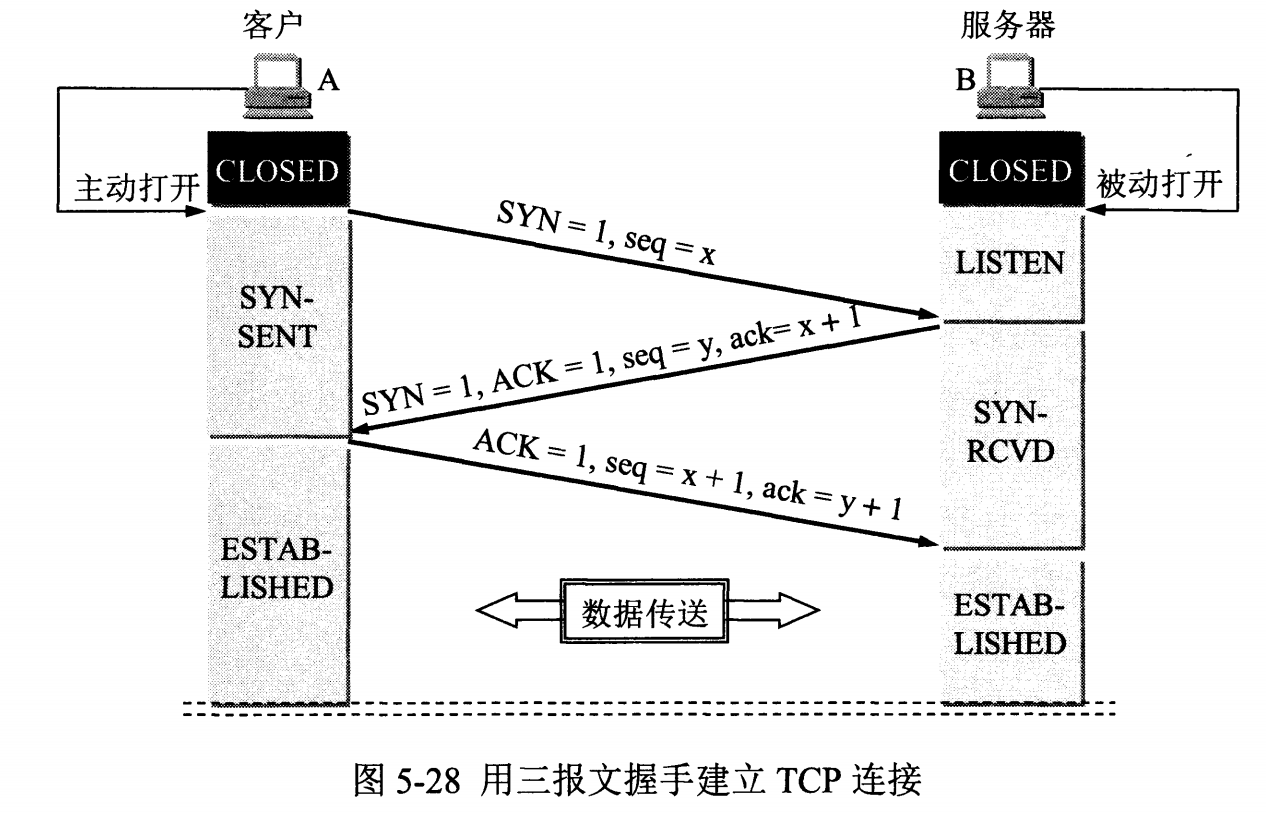 客户
服务器
A
B
CLOSED
CLOSED
主动打开
被动打开
SYN = 1, seq = x
LISTEN
SYN-
SENT
SYN = 1, ACK = 1, seq = y, ack= x + 1
SYN-
RCVD
ACK = 1, seq = x + 1, ack = y + 1
ESTAB-
LISHED
数据传送
ESTAB-
LISHED
图 5-28 用三报文握手建立 TCP 连接